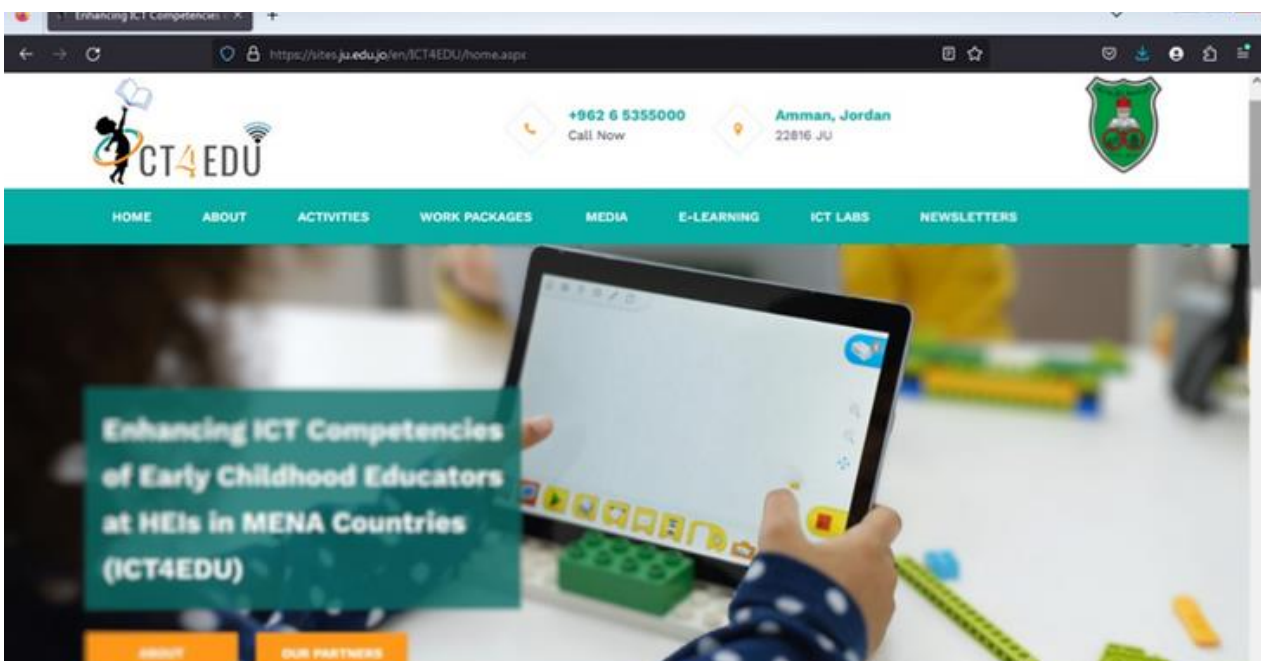 Enhancing ICT Competencies
https://sites.ju.edu.jo/en/ICT4EDU/home.aspx
CT4EDU
+962 6 5355000
Call Now
Amman, Jordan
22816 JU
HOME ABOUT ACTIVITIES WORK PACKAGES MEDIA E-LEARNING ICT LABS NEWSLETTERS
Enhancing ICT Competencies
of Early Childhood Educators
at HEIs in MENA Countries
(ICT4EDU)
ABOUT OUR PARTNERS